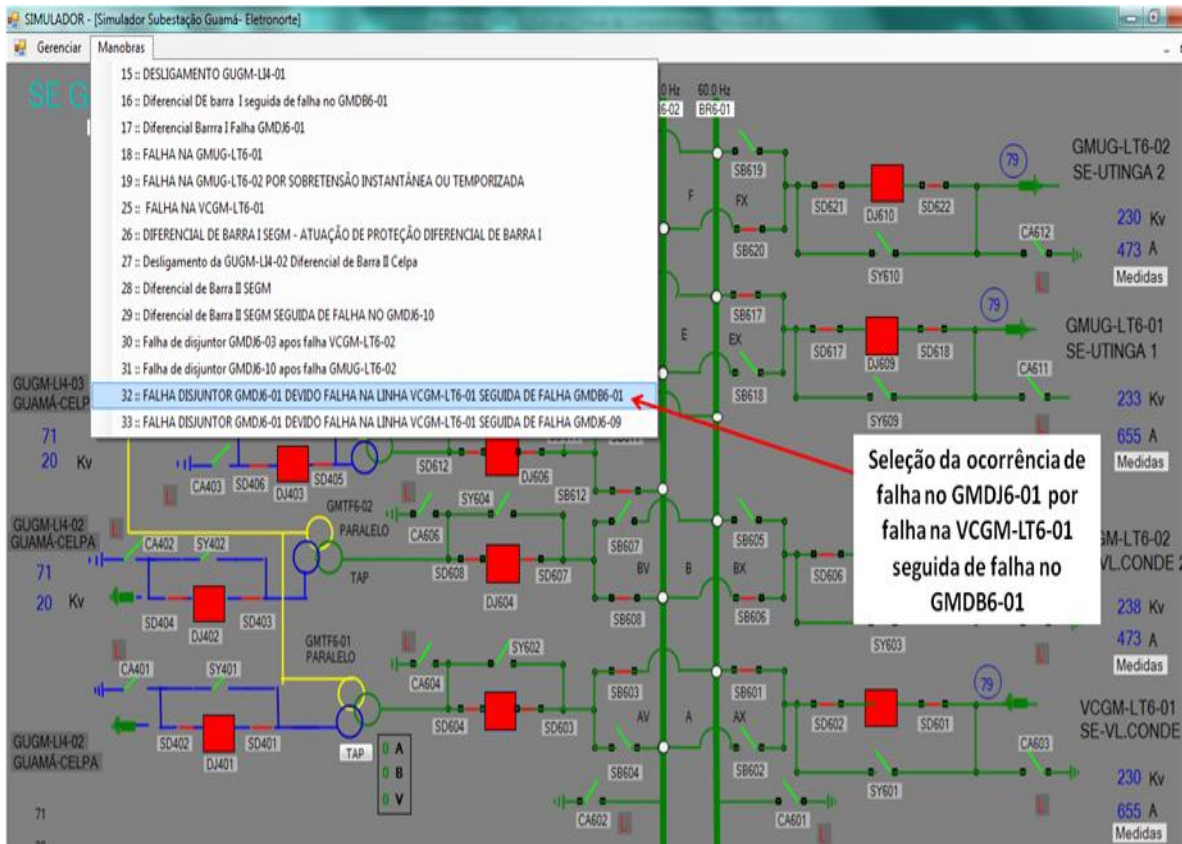 SIMULADOR - [Simulador Subestação Guamá- Eletronorte]
Gerenciar Manobras
SE G
15 :: DESLIGAMENTO GUGM-LI4-01
16 :: Diferencial DE barra I seguida de falha no GMDB6-01
17 :: Diferencial Barrra I Falha GMDJ6-01
18 :: FALHA NA GMUG-LT6-01
19 :: FALHA NA GMUG-LT6-02 POR SOBRETENSÃO INSTANTÂNEA OU TEMPORIZADA
25 :: FALHA NA VCGM-LT6-01
26 :: DIFERENCIAL DE BARRA I SEGM - ATUAÇÃO DE PROTEÇÃO DIFERENCIAL DE BARRA I
27 :: Desligamento da GUGM-LI4-02 Diferencial de Barra II Celpa
28 :: Diferencial de Barra II SEGM
29 :: Diferencial de Barra II SEGM SEGUIDA DE FALHA NO GMDJ6-10
30 :: Falha de disjuntor GMDJ6-03 apos falha VCGM-LT6-02
31 :: Falha de disjuntor GMDJ6-10 apos falha GMUG-LT6-02
32 :: FALHA DISJUNTOR GMDJ6-01 DEVIDO FALHA NA LINHA VCGM-LT6-01 SEGUIDA DE FALHA GMDB6-01
33 :: FALHA DISJUNTOR GMDJ6-01 DEVIDO FALHA NA LINHA VCGM-LT6-01 SEGUIDA DE FALHA GMDJ6-09
.0 Hz 60.0 Hz
6-02 BR6-01
SB619
F FX
SB620
SD621 DJ610 SD622
79
SY610
CA612
L
GMUG-LT6-02
SE-UTINGA 2
230 Kv
473 A
Medidas
SB617
E EX
SB618
SD617 DJ609 SD618
79
SY609
CA611
L
GMUG-LT6-01
SE-UTINGA 1
233 Kv
655 A
Medidas
Seleção da ocorrência de
falha no GMDJ6-01 por
falha na VCGM-LT6-01
seguida de falha no
GMDB6-01
GUGM-LI4-03
GUAMÁ-CELP
71
20 Kv
L
CA403 SD406 DJ403 SD405
SD612 DJ606
SB612
GUGM-LI4-02
GUAMÁ-CELPA
71
20 Kv
L
CA402 SY402
SD404 DJ402 SD403
GMTF6-02
PARALELO
TAP
L
CA606 SY604
SD608 DJ604 SD607
SB607
BV B BX
SB608
SB605
SB606
SD606
SY603
L
GM-LT6-02
VL.CONDE 2
238 Kv
473 A
Medidas
L
CA401 SY401
SD402 DJ401 SD401
GUGM-LI4-02
GUAMÁ-CELPA
71
GMTF6-01
PARALELO
TAP
0 A
0 B
0 V
L
CA604 SY602
SD604 SD603
SB603
AV A AX
SB604
SB601
SB602
CA602 L
CA601 L
SD602 SD601
79
SY601
CA603
L
VCGM-LT6-01
SE-VL.CONDE
230 Kv
655 A
Medidas